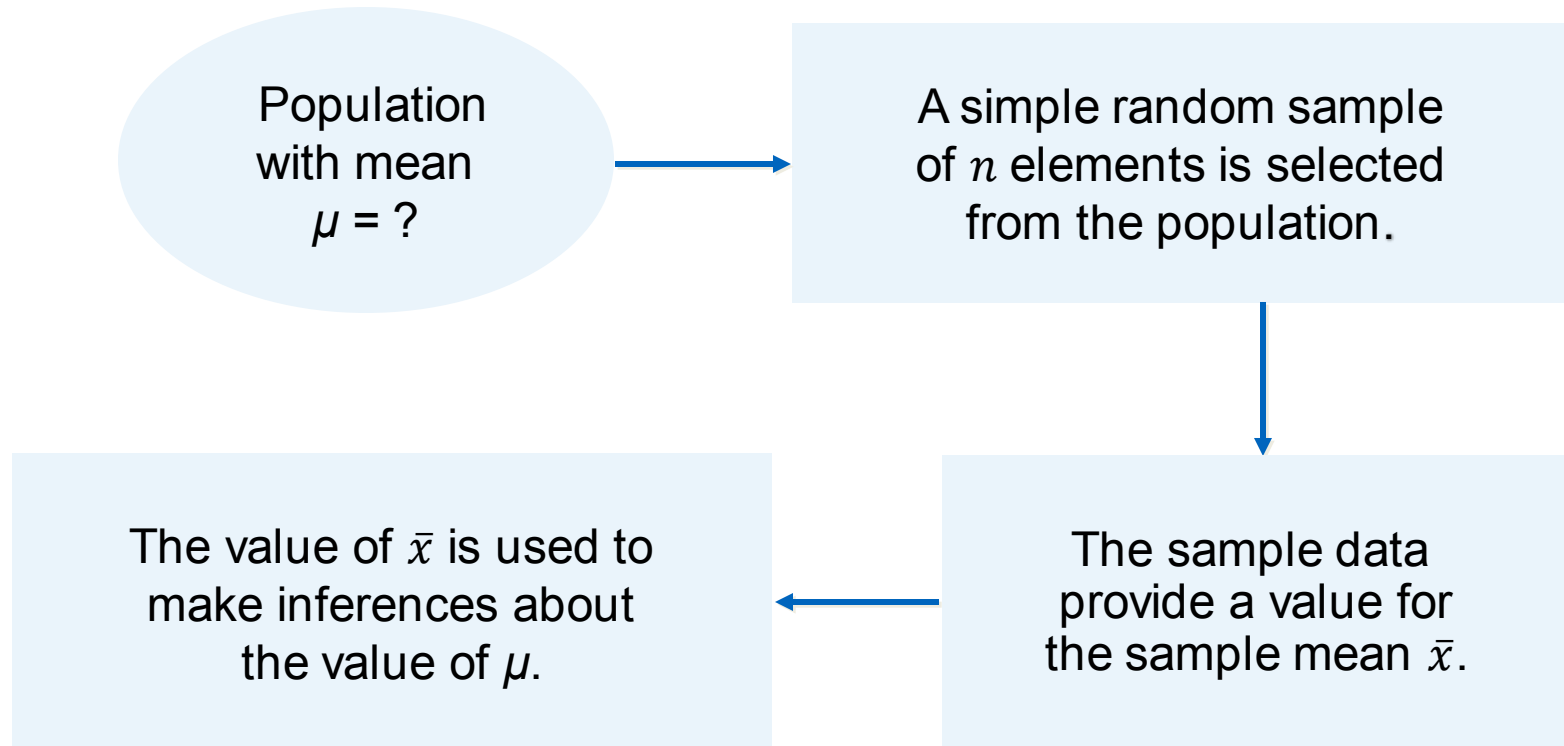 Population
with mean
μ = ?
A simple random sample
of n elements is selected
from the population.
The sample data
provide a value for
the sample mean x̄.
The value of x̄ is used to
make inferences about
the value of μ.